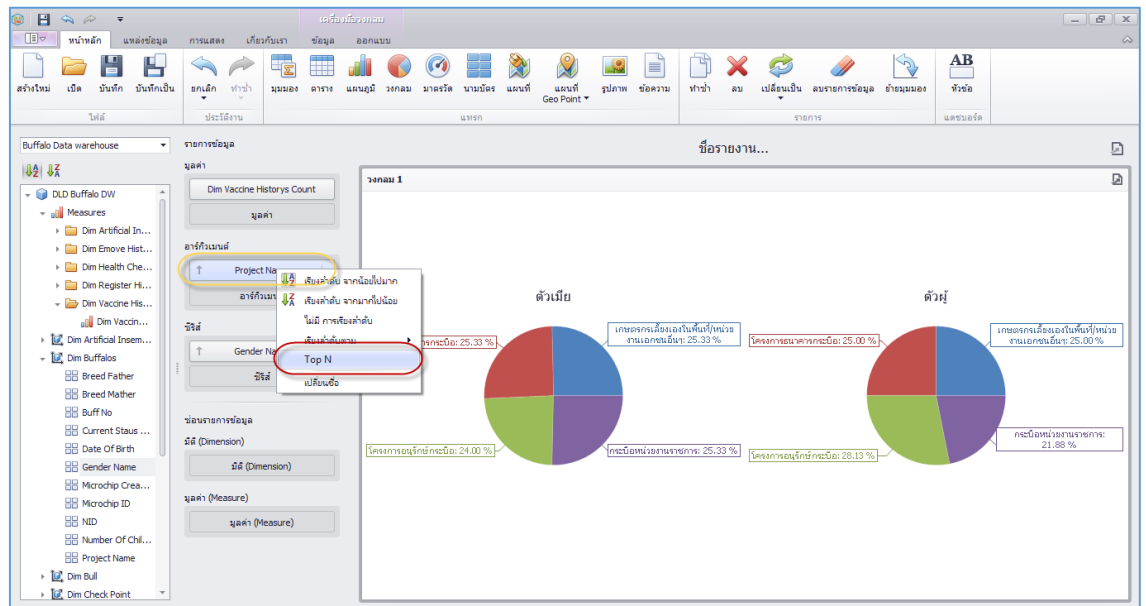 เครื่องมือวงกลม
หน้าหลัก
แหล่งข้อมูล
การแสดง
เกี่ยวกับเรา
ข้อมูล
ออกแบบ
สร้างใหม่
เปิด
บันทึก
บันทึกเป็น
ยกเลิก
ทำซ้ำ
มุมมอง
ตาราง
แผนภูมิ
วงกลม
มาตรวัด
นามบัตร
แผนที่
แผนที่
Geo Point
รูปภาพ
ข้อความ
ทำซ้ำ
ลบ
เปลี่ยนเป็น
ลบรายการข้อมูล
ย้ายมุมมอง
AB
หัวข้อ
ไฟล์
ประวัติงาน
แทรก
รายการ
แดชบอร์ด
Buffalo Data warehouse
DLD Buffalo DW
Measures
Dim Artificial In...
Dim Emove Hist...
Dim Health Che...
Dim Register Hi...
Dim Vaccine His...
Dim Vaccin...
Dim Artificial Insem...
Dim Buffalos
Breed Father
Breed Mather
Buff No
Current Staus ...
Date Of Birth
Gender Name
Microchip Crea...
Microchip ID
NID
Number Of Chil...
Project Name
Dim Bull
Dim Check Point
รายการข้อมูล
มูลค่า
Dim Vaccine Historys Count
มูลค่า
อาร์กิวเมนต์
Project Na
อาร์กิวเมน
ซีรีส์
Gender Na
ซีรีส์
ซ่อนรายการข้อมูล
มิติ (Dimension)
มิติ (Dimension)
มูลค่า (Measure)
มูลค่า (Measure)
เรียงลำดับ จากน้อยไปมาก
เรียงลำดับ จากมากไปน้อย
ไม่มี การเรียงลำดับ
เรียงลำดับตาม
Top N
เปลี่ยนชื่อ
ชื่อรายงาน...
วงกลม 1
ตัวเมีย
ารกระบือ: 25.33 %
เกษตรกรเลี้ยงเองในพื้นที่/หน่วย
งานเอกชนอื่นๆ: 25.33 %
โครงการอนุรักษ์กระบือ: 24.00 %
กระบือหน่วยงานราชการ: 25.33 %
ตัวผู้
โครงการธนาคารกระบือ: 25.00 %
เกษตรกรเลี้ยงเองในพื้นที่/หน่วย
งานเอกชนอื่นๆ: 25.00 %
โครงการอนุรักษ์กระบือ: 28.13 %
กระบือหน่วยงานราชการ:
21.88 %